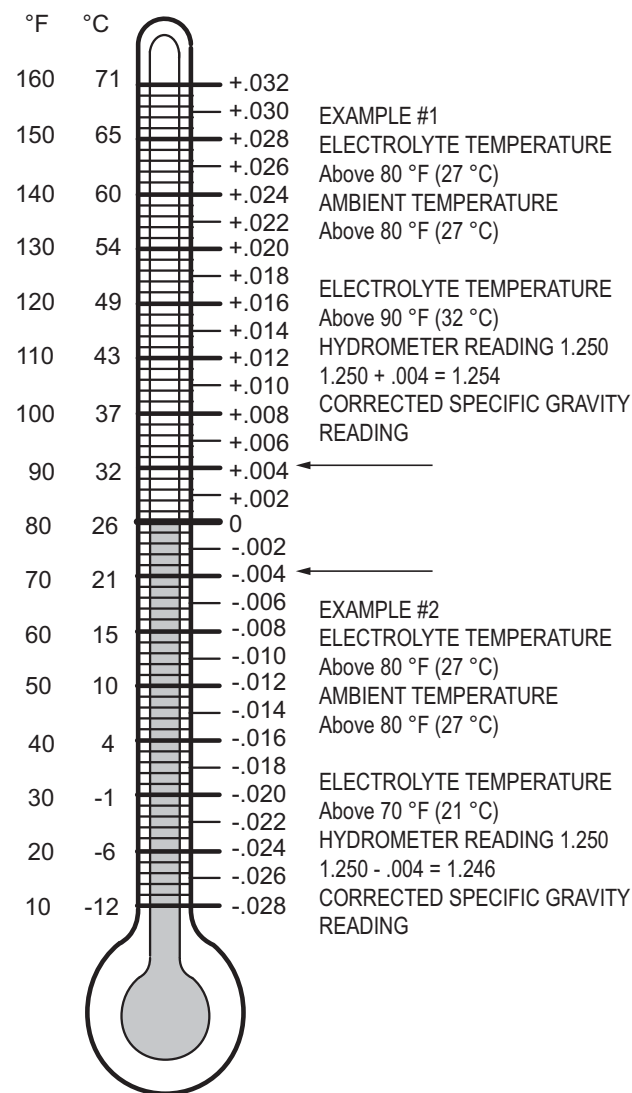 °F °C
160 71 +.032
+.030
150 65 +.028
+.026
140 60 +.024
+.022
130 54 +.020
+.018
120 49 +.016
+.014
110 43 +.012
+.010
100 37 +.008
+.006
90 32 +.004
+.002
80 26 0
-.002
70 21 -.004
-.006
60 15 -.008
-.010
50 10 -.012
-.014
40 4 -.016
-.018
30 -1 -.020
-.022
20 -6 -.024
-.026
10 -12 -.028
EXAMPLE #1
ELECTROLYTE TEMPERATURE
Above 80 °F (27 °C)
AMBIENT TEMPERATURE
Above 80 °F (27 °C)
ELECTROLYTE TEMPERATURE
Above 90 °F (32 °C)
HYDROMETER READING 1.250
1.250 + .004 = 1.254
CORRECTED SPECIFIC GRAVITY
READING
EXAMPLE #2
ELECTROLYTE TEMPERATURE
Above 80 °F (27 °C)
AMBIENT TEMPERATURE
Above 80 °F (27 °C)
ELECTROLYTE TEMPERATURE
Above 70 °F (21 °C)
HYDROMETER READING 1.250
1.250 - .004 = 1.246
CORRECTED SPECIFIC GRAVITY
READING